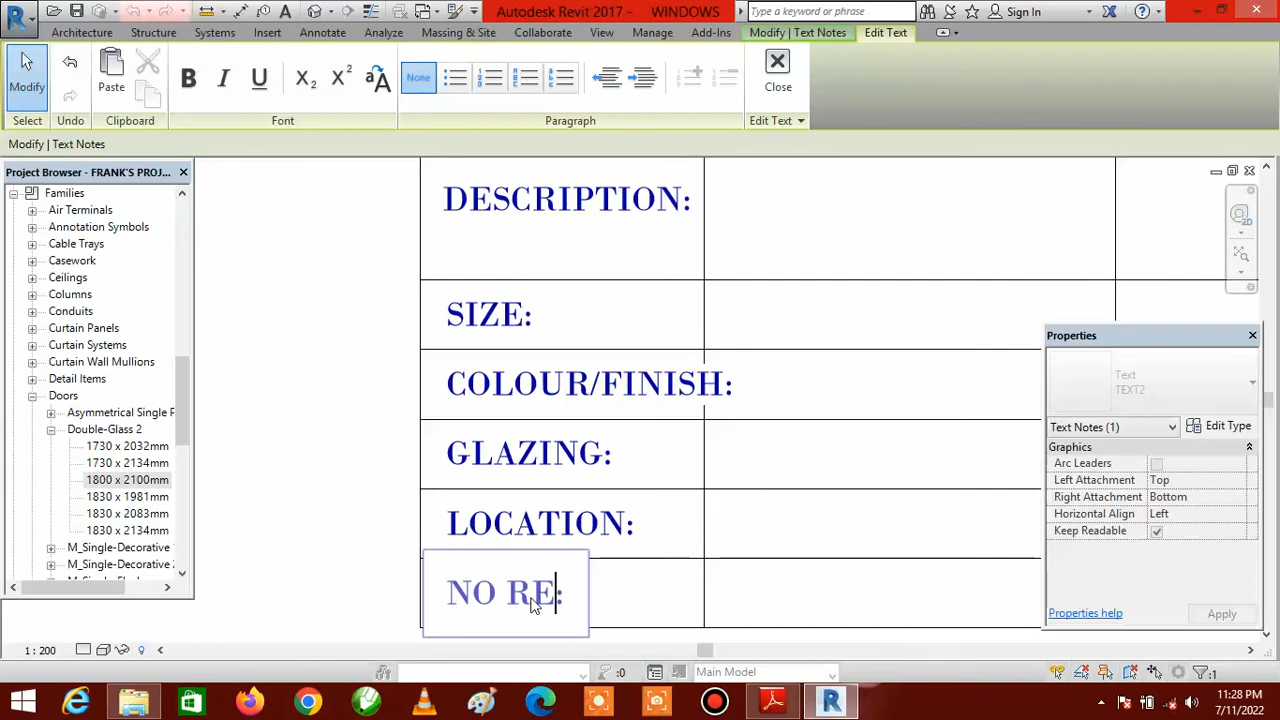 Autodesk Revit 2017 - WINDOWS
Type a keyword or phrase
Sign In
Architecture Structure Systems Insert Annotate Analyze Massing & Site Collaborate View Manage Add-Ins Modify | Text Notes Edit Text
Modify
Paste
Close
None
Select
Undo
Clipboard
Font
Paragraph
Edit Text
Modify | Text Notes
Project Browser - FRANK'S PROJ...
Families
Air Terminals
Annotation Symbols
Cable Trays
Casework
Ceilings
Columns
Conduits
Curtain Panels
Curtain Systems
Curtain Wall Mullions
Detail Items
Doors
Asymmetrical Single P
Double-Glass 2
1730 x 2032mm
1730 x 2134mm
1800 x 2100mm
1830 x 1981mm
1830 x 2083mm
1830 x 2134mm
M_Single-Decorative
M_Single-Decorative
DESCRIPTION:
SIZE:
COLOUR/FINISH:
GLAZING:
LOCATION:
NO RE:
2D
Properties
Text
TEXT2
Text Notes (1)
Edit Type
Graphics
Arc Leaders
Left Attachment Top
Right Attachment Bottom
Horizontal Align Left
Keep Readable
Properties help
Apply
1 : 200
:0
Main Model
:1
11:28 PM
7/11/2022